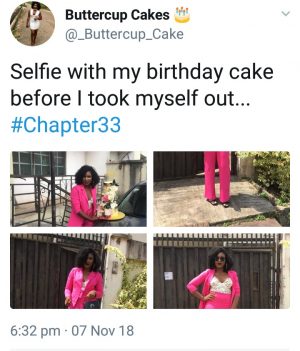 Buttercup Cakes 🎂
@_Buttercup_Cake
Selfie with my birthday cake
before I took myself out...
#Chapter33
6:32 pm · 07 Nov 18